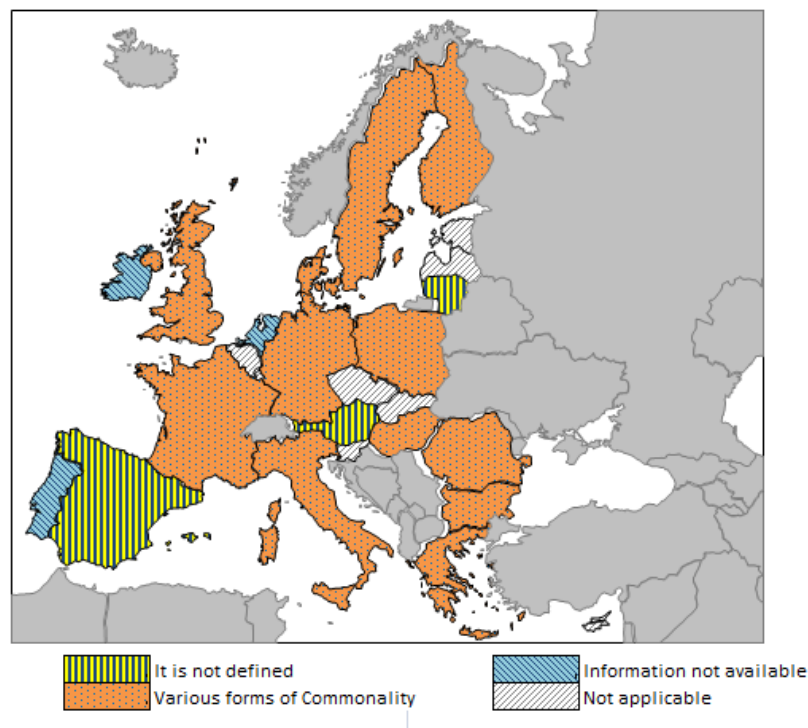 It is not defined
Information not available
Various forms of Commonality
Not applicable